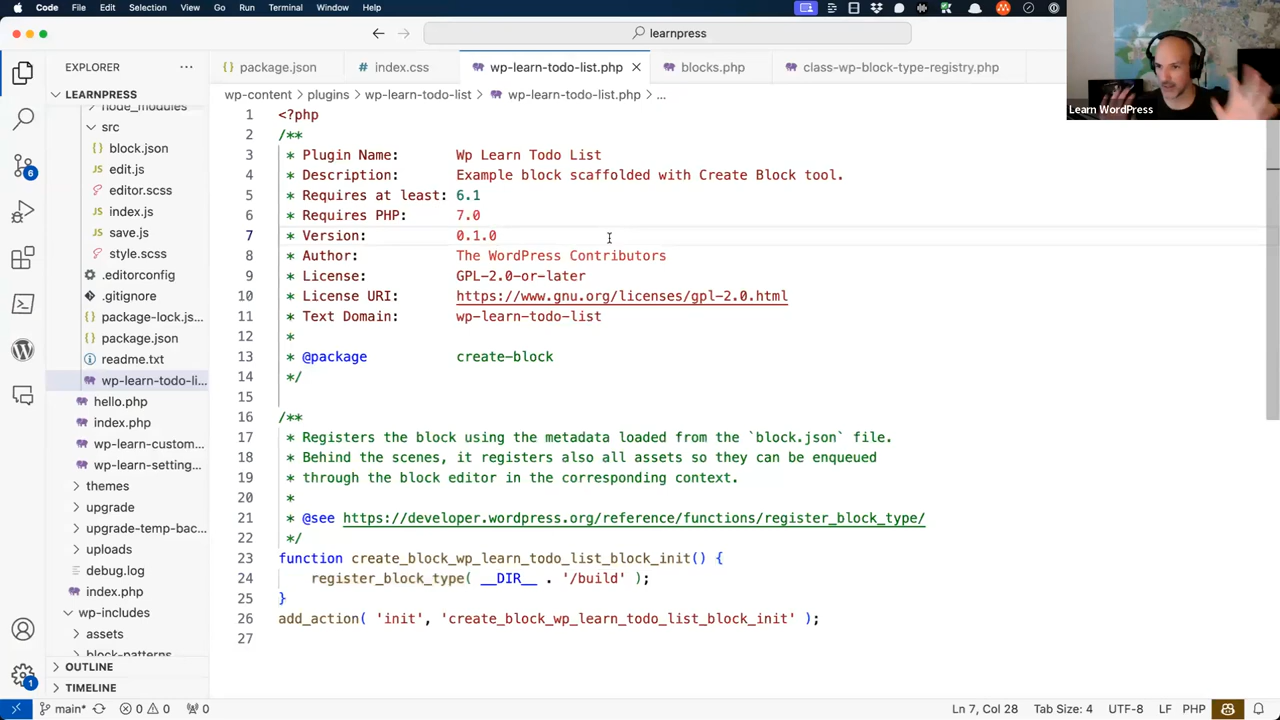 Code File Edit Selection View Go Run Terminal Window Help
learnpress
EXPLORER
package.json
index.css
wp-learn-todo-list.php
blocks.php
class-wp-block-type-registry.php
Learn WordPress
LEARNPRESS
node_modules
src
block.json
edit.js
editor.scss
index.js
save.js
style.scss
.editorconfig
.gitignore
package-lock.js...
package.json
readme.txt
wp-learn-todo-li...
hello.php
index.php
wp-learn-custom...
wp-learn-setting...
themes
upgrade
upgrade-temp-bac...
uploads
debug.log
index.php
wp-includes
assets
block-patterns
OUTLINE
TIMELINE
6
1
wp-content > plugins > wp-learn-todo-list > wp-learn-todo-list.php > ...
1 <?php
2 /**
3 * Plugin Name: Wp Learn Todo List
4 * Description: Example block scaffolded with Create Block tool.
5 * Requires at least: 6.1
6 * Requires PHP: 7.0
7 * Version: 0.1.0
8 * Author: The WordPress Contributors
9 * License: GPL-2.0-or-later
10 * License URI: https://www.gnu.org/licenses/gpl-2.0.html
11 * Text Domain: wp-learn-todo-list
12 *
13 * @package create-block
14 */
15
16 /**
17 * Registers the block using the metadata loaded from the `block.json` file.
18 * Behind the scenes, it registers also all assets so they can be enqueued
19 * through the block editor in the corresponding context.
20 *
21 * @see https://developer.wordpress.org/reference/functions/register_block_type/
22 */
23 function create_block_wp_learn_todo_list_block_init() {
24 register_block_type( __DIR__ . '/build' );
25 }
26 add_action( 'init', 'create_block_wp_learn_todo_list_block_init' );
27
main* 0 0 0
Ln 7, Col 28 Tab Size: 4 UTF-8 LF PHP